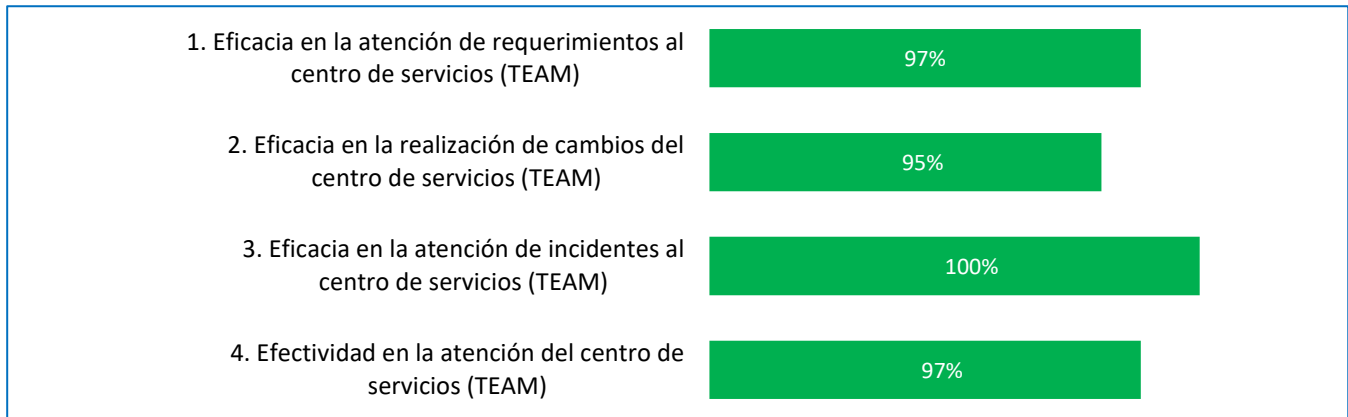 1. Eficacia en la atención de requerimientos al
centro de servicios (TEAM)
97%
2. Eficacia en la realización de cambios del
centro de servicios (TEAM)
95%
3. Eficacia en la atención de incidentes al
centro de servicios (TEAM)
100%
4. Efectividad en la atención del centro de
servicios (TEAM)
97%